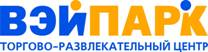 ВЭЙПАРК
ТОРГОВО-РАЗВЛЕКАТЕЛЬНЫЙ ЦЕНТР